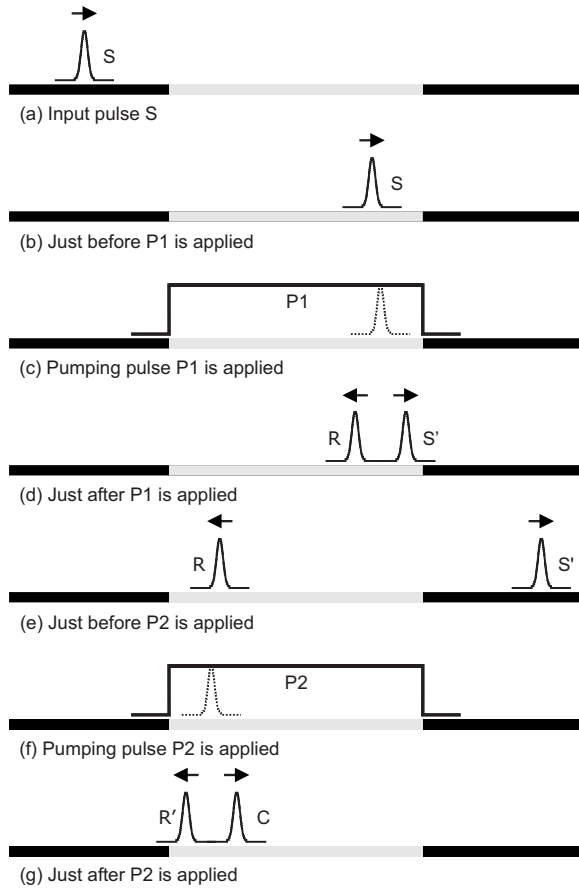 S
(a) Input pulse S
S
(b) Just before P1 is applied
P1
(c) Pumping pulse P1 is applied
R S’
(d) Just after P1 is applied
R S'
(e) Just before P2 is applied
P2
(f) Pumping pulse P2 is applied
R′ C
(g) Just after P2 is applied